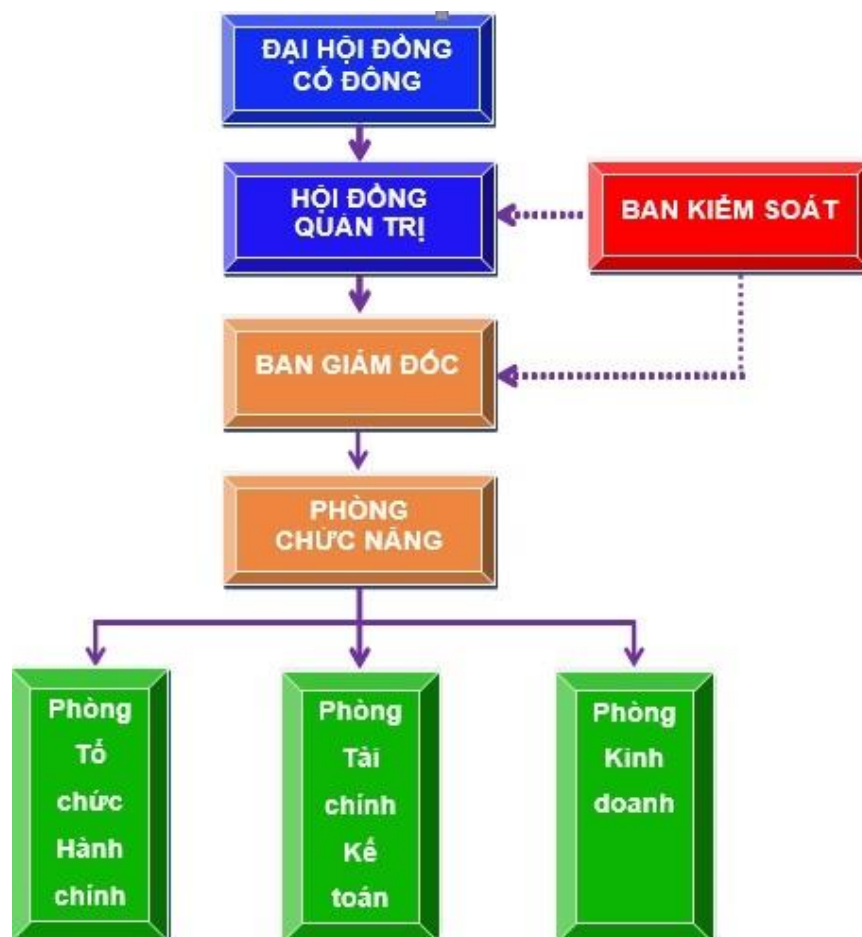 ĐẠI HỘI ĐỒNG
CỔ ĐÔNG
HỘI ĐỒNG
QUẢN TRỊ
BAN KIỂM SOÁT
BAN GIÁM ĐỐC
PHÒNG
CHỨC NĂNG
Phòng
Tổ
chức
Hành
chính
Phòng
Tài
chính
Kế
toán
Phòng
Kinh
doanh